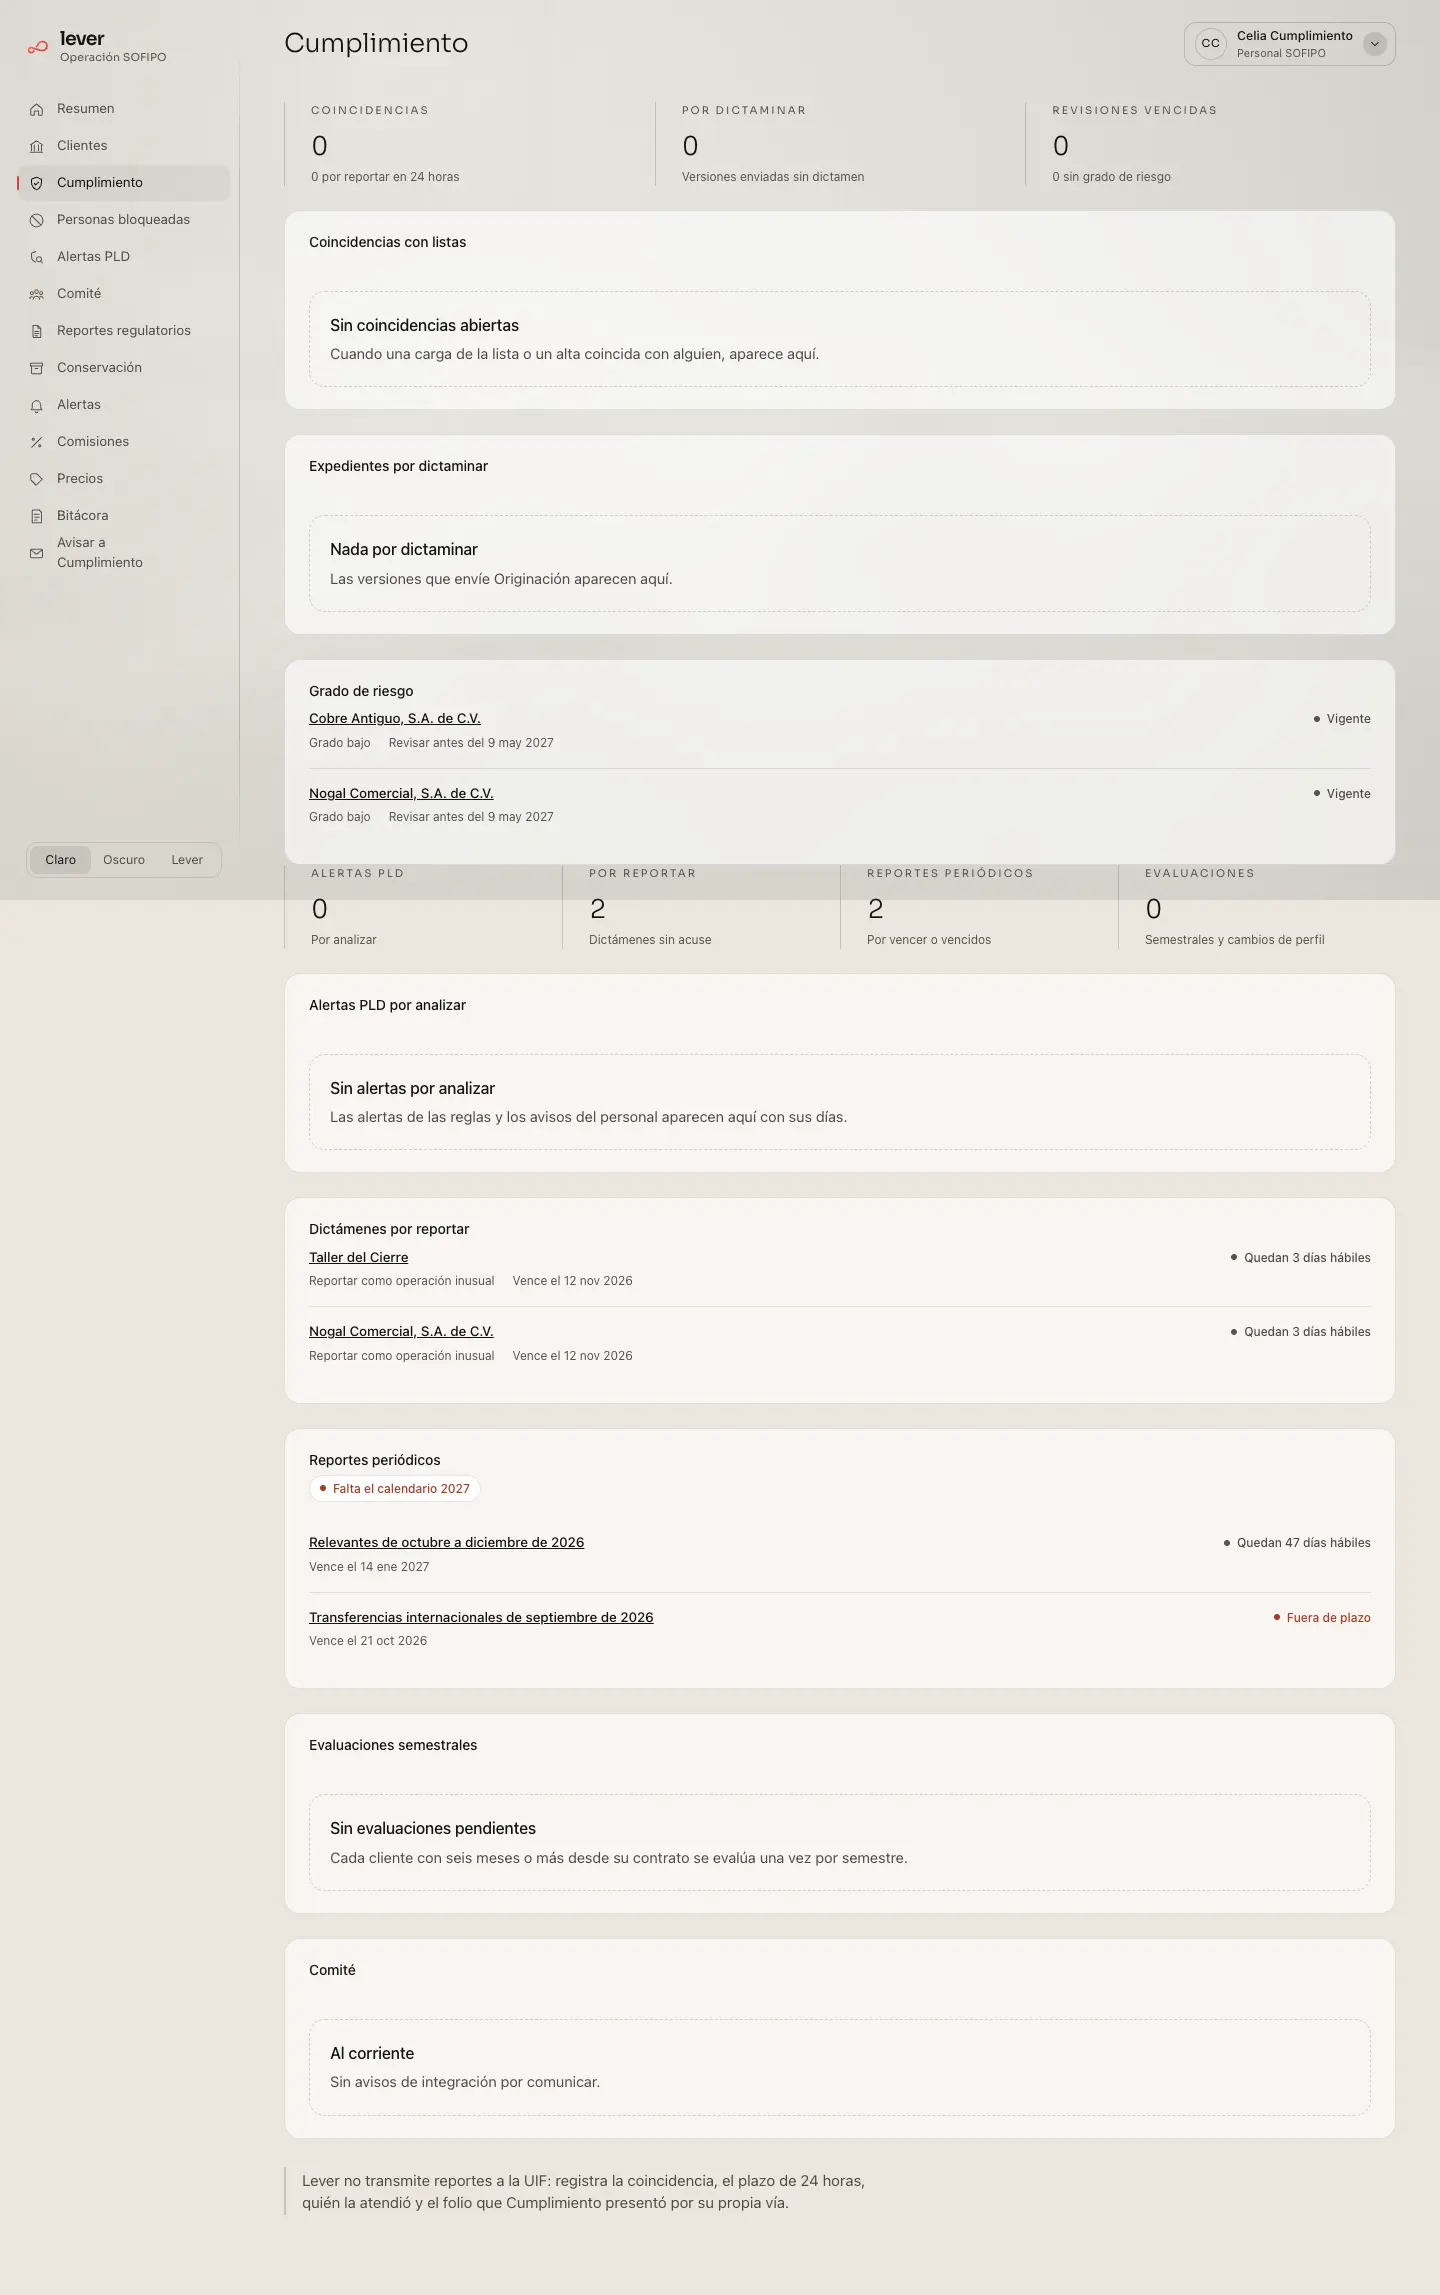 lever
Operación SOFIPO
Resumen
Clientes
Cumplimiento
Personas bloqueadas
Alertas PLD
Comité
Reportes regulatorios
Conservación
Alertas
Comisiones
Precios
Bitácora
Avisar a
Cumplimiento
Claro Oscuro Lever
Cumplimiento
CC
Celia Cumplimiento
Personal SOFIPO
COINCIDENCIAS
0
0 por reportar en 24 horas
POR DICTAMINAR
0
Versiones enviadas sin dictamen
REVISIONES VENCIDAS
0
0 sin grado de riesgo
Coincidencias con listas
Sin coincidencias abiertas
Cuando una carga de la lista o un alta coincida con alguien, aparece aquí.
Expedientes por dictaminar
Nada por dictaminar
Las versiones que envíe Originación aparecen aquí.
Grado de riesgo
Cobre Antiguo, S.A. de C.V.
Vigente
Grado bajo Revisar antes del 9 may 2027
Nogal Comercial, S.A. de C.V.
Vigente
Grado bajo Revisar antes del 9 may 2027
ALERTAS PLD
0
Por analizar
POR REPORTAR
2
Dictámenes sin acuse
REPORTES PERIÓDICOS
2
Por vencer o vencidos
EVALUACIONES
0
Semestrales y cambios de perfil
Alertas PLD por analizar
Sin alertas por analizar
Las alertas de las reglas y los avisos del personal aparecen aquí con sus días.
Dictámenes por reportar
Taller del Cierre
Quedan 3 días hábiles
Reportar como operación inusual Vence el 12 nov 2026
Nogal Comercial, S.A. de C.V.
Quedan 3 días hábiles
Reportar como operación inusual Vence el 12 nov 2026
Reportes periódicos
Falta el calendario 2027
Relevantes de octubre a diciembre de 2026
Quedan 47 días hábiles
Vence el 14 ene 2027
Transferencias internacionales de septiembre de 2026
Fuera de plazo
Vence el 21 oct 2026
Evaluaciones semestrales
Sin evaluaciones pendientes
Cada cliente con seis meses o más desde su contrato se evalúa una vez por semestre.
Comité
Al corriente
Sin avisos de integración por comunicar.
Lever no transmite reportes a la UIF: registra la coincidencia, el plazo de 24 horas,
quién la atendió y el folio que Cumplimiento presentó por su propia vía.